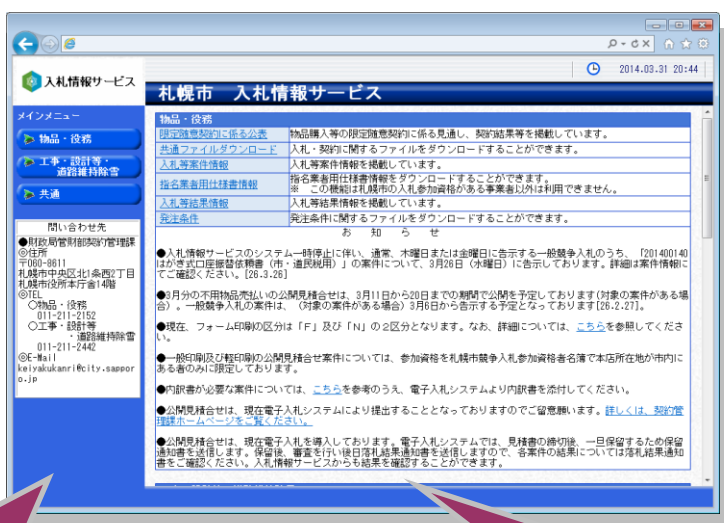 2014.03.31 20:44
入札情報サービス
札幌市 入札情報サービス
メインメニュー
物品・役務
工事・設計等・
道路維持除雪
共通
問い合わせ先
●財政局管財部契約管理課
◎住所
〒060-8611
札幌市中央区北1条西2丁目
札幌市役所本庁舎14階
◎TEL
○物品・役務
011-211-2152
○工事・設計等
・道路維持除雪
011-211-2442
◎E-Mail
keiyakukanri@city.sappor
o.jp
物品・役務
限定随意契約に係る公表 物品購入等の限定随意契約に係る見通し、契約結果等を掲載しています。
共通ファイルダウンロード 入札・契約に関するファイルをダウンロードすることができます。
入札等案件情報 入札等案件情報を掲載しています。
指名業者用仕様書情報 指名業者用仕様書情報をダウンロードすることができます。
※ この機能は札幌市の入札参加資格がある事業者以外は利用できません。
入札等結果情報 入札等結果情報を掲載しています。
発注条件 発注条件に関するファイルをダウンロードすることができます。
お 知 ら せ
●入札情報サービスのシステム一時停止に伴い、通常、木曜日または金曜日に告示する一般競争入札のうち、「201400140
はがき式口座振替依頼書（市・道民税用）」の案件について、3月26日（水曜日）に告示しております。詳細は案件情報に
てご確認ください。[26.3.26]
●3月分の不用物品売払いの公開見積合せは、3月11日から20日までの期間で公開を予定しております(対象の案件がある場
合）。一般競争入札の案件は、（対象の案件がある場合）3月6日から告示する予定となっております[26.2.27]。
●現在、フォーム印刷の区分は「F」及び「N」の２区分となります。なお、詳細については、こちらを参照してくださ
い。
●一般印刷及び軽印刷の公開見積合せ案件については、参加資格を札幌市競争入札参加資格者名簿で本店所在地が市内に
ある者のみに限定しております。
●内訳書が必要な案件については、こちらを参考のうえ、電子入札システムより内訳書を添付してください。
●公開見積合せは、現在電子入札システムにより提出することとなっておりますのでご留意願います。詳しくは、契約管
理課ホームページをご覧ください。
●公開見積合せは、現在電子入札を導入しております。電子入札システムでは、見積書の締切後、一旦保留するため保留
通知書を送信します。保留後、審査を行い後日落札結果通知書を送信しますので、各案件の結果については落札結果通知
書をご確認ください。入札情報サービスからも結果を確認することができます。